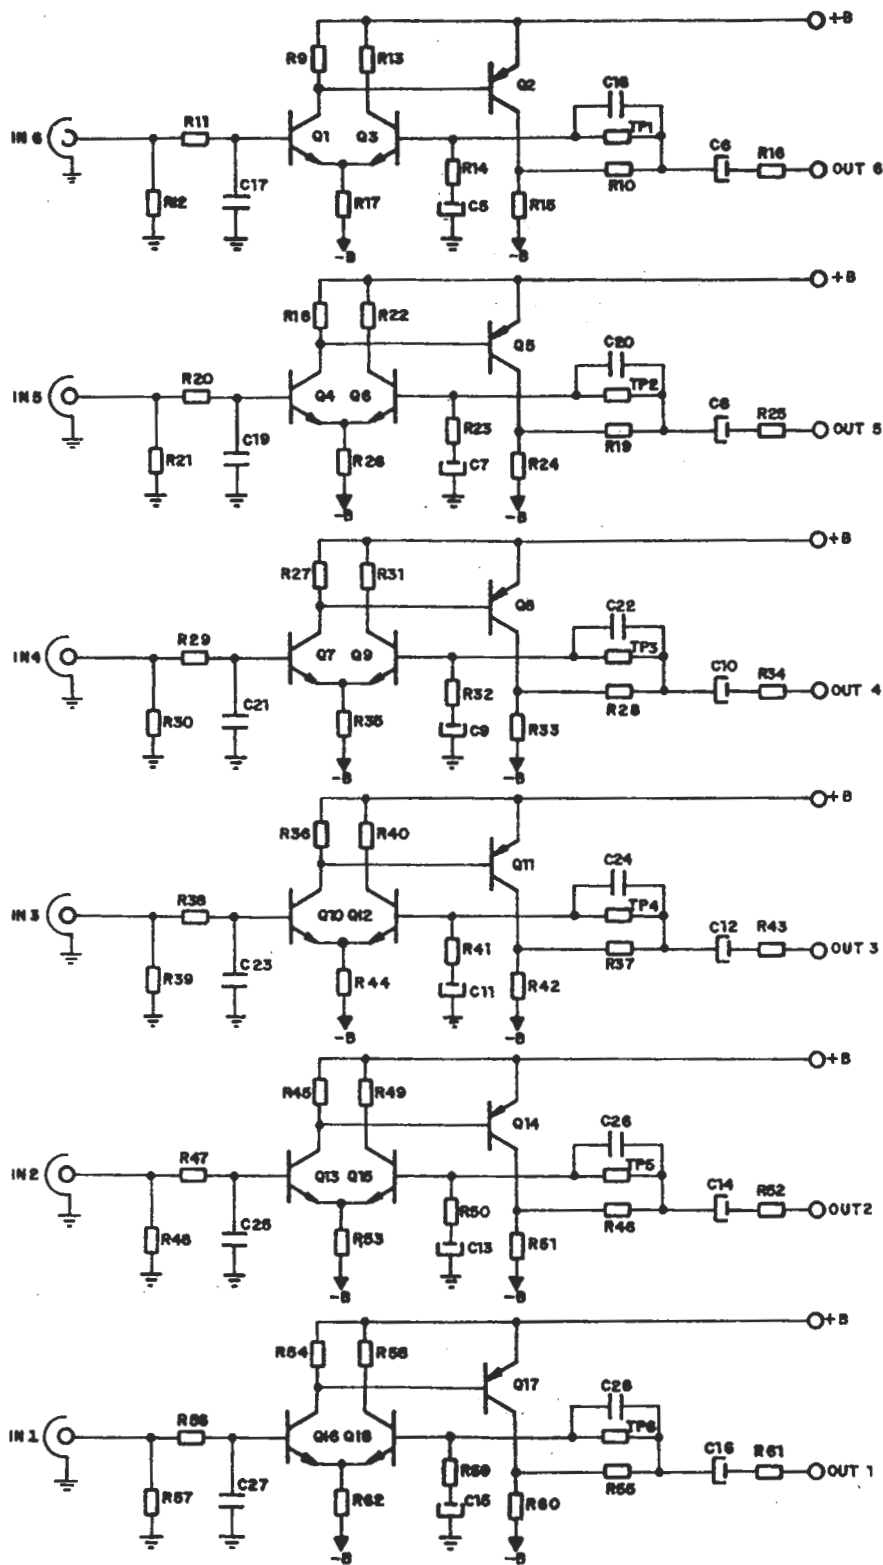 +B
R9
R13
Q2
C18
IN 6
R11
Q1
Q3
TP1
R14
C6
R16
OUT 6
R12
C17
R17
C5
R15
R10
-B
-B
+B
R18
R22
Q5
C20
IN 5
R20
Q4
Q6
TP2
R23
C8
R25
OUT 5
R21
C19
R26
C7
R24
R19
-B
-B
+B
R27
R31
Q8
C22
IN 4
R29
Q7
Q9
TP3
R32
C10
R34
OUT 4
R30
C21
R35
C9
R33
R28
-B
-B
+B
R36
R40
Q11
C24
IN 3
R38
Q10
Q12
TP4
R41
C12
R43
OUT 3
R39
C23
R44
C11
R42
R37
-B
-B
+B
R45
R49
Q14
C26
IN 2
R47
Q13
Q15
TP5
R50
C14
R52
OUT 2
R48
C25
R53
C13
R51
R46
-B
-B
+B
R54
R58
Q17
C28
IN 1
R56
Q16
Q18
TP6
R59
C16
R61
OUT 1
R57
C27
R62
C15
R60
R55
-B
-B